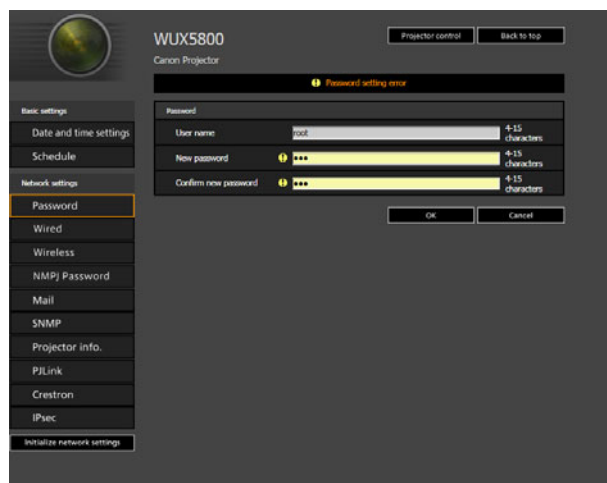 WUX5800
Canon Projector
Projector control
Back to top
Password setting error
Basic settings
Date and time settings
Schedule
Network settings
Password
Wired
Wireless
NMPJ Password
Mail
SNMP
Projector info.
PJLink
Crestron
IPsec
Initialize network settings
Password
User name
root
4-15
characters
New password
•••
4-15
characters
Confirm new password
•••
4-15
characters
OK
Cancel